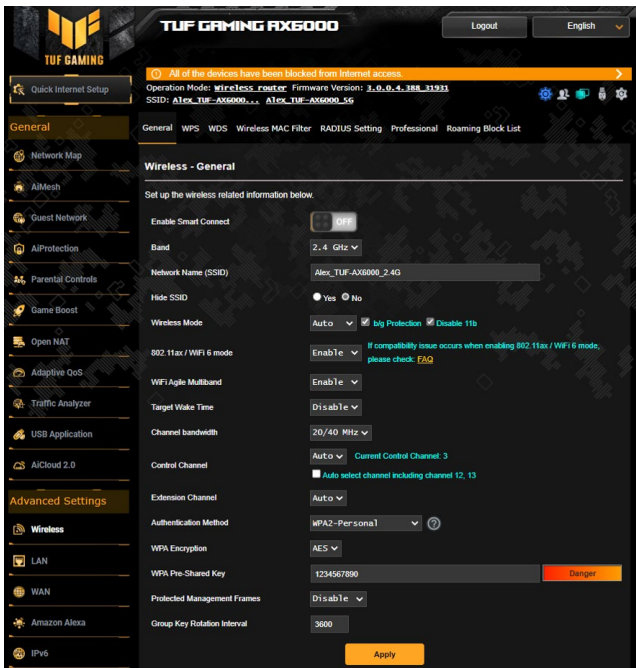 TUF GAMING AX6000
Logout
English
TUF GAMING
All of the devices have been blocked from Internet access.
Quick Internet Setup
Operation Mode: Wireless router Firmware Version: 3.0.0.4.388_31931
SSID: Alex_TUF-AX6000... Alex_TUF-AX6000_5G
General
General WPS WDS Wireless MAC Filter RADIUS Setting Professional Roaming Block List
Network Map
AiMesh
Guest Network
AiProtection
Parental Controls
Game Boost
Open NAT
Adaptive QoS
Traffic Analyzer
USB Application
AiCloud 2.0
Advanced Settings
Wireless
LAN
WAN
Amazon Alexa
IPv6
Wireless - General
Set up the wireless related information below.
Enable Smart Connect OFF
Band 2.4 GHz
Network Name (SSID) Alex_TUF-AX6000_2.4G
Hide SSID Yes No
Wireless Mode Auto b/g Protection Disable 11b
802.11ax / WiFi 6 mode Enable If compatibility issue occurs when enabling 802.11ax / WiFi 6 mode,
please check: FAQ
WiFi Agile Multiband Enable
Target Wake Time Disable
Channel bandwidth 20/40 MHz
Control Channel Auto Current Control Channel: 3
Auto select channel including channel 12, 13
Extension Channel Auto
Authentication Method WPA2-Personal ?
WPA Encryption AES
WPA Pre-Shared Key 1234567890 Danger
Protected Management Frames Disable
Group Key Rotation Interval 3600
Apply